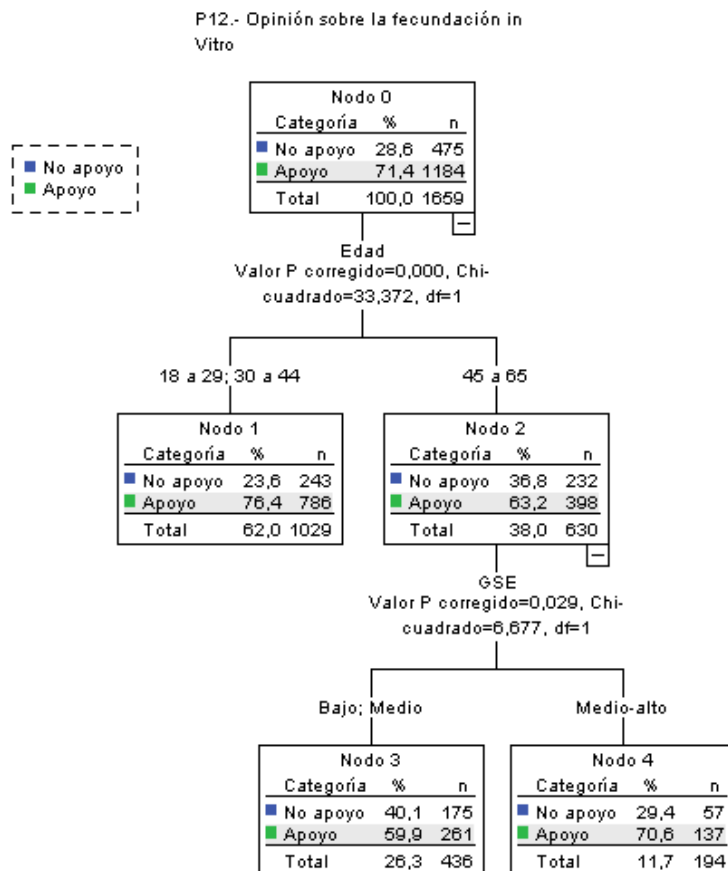 P12.- Opinión sobre la fecundación in
Vitro
No apoyo
Apoyo
Nodo 0
Categoría % n
No apoyo 28,6 475
Apoyo 71,4 1184
Total 100,0 1659
Edad
Valor P corregido=0,000, Chi-
cuadrado=33,372, df=1
18 a 29; 30 a 44
45 a 65
Nodo 1
Categoría % n
No apoyo 23,6 243
Apoyo 76,4 786
Total 62,0 1029
Nodo 2
Categoría % n
No apoyo 36,8 232
Apoyo 63,2 398
Total 38,0 630
GSE
Valor P corregido=0,029, Chi-
cuadrado=6,677, df=1
Bajo; Medio
Medio-alto
Nodo 3
Categoría % n
No apoyo 40,1 175
Apoyo 59,9 261
Total 26,3 436
Nodo 4
Categoría % n
No apoyo 29,4 57
Apoyo 70,6 137
Total 11,7 194